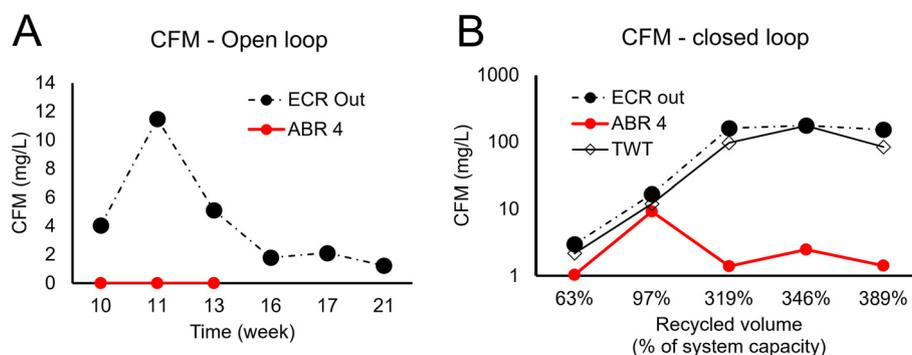 A
CFM - Open loop
14
12
10
8
6
4
2
0
CFM (mg/L)
ECR Out
ABR 4
10 11 13 16 17 21
Time (week)
B
CFM - closed loop
1000
100
10
1
CFM (mg/L)
ECR out
ABR 4
TWT
63% 97% 319% 346% 389%
Recycled volume
(% of system capacity)